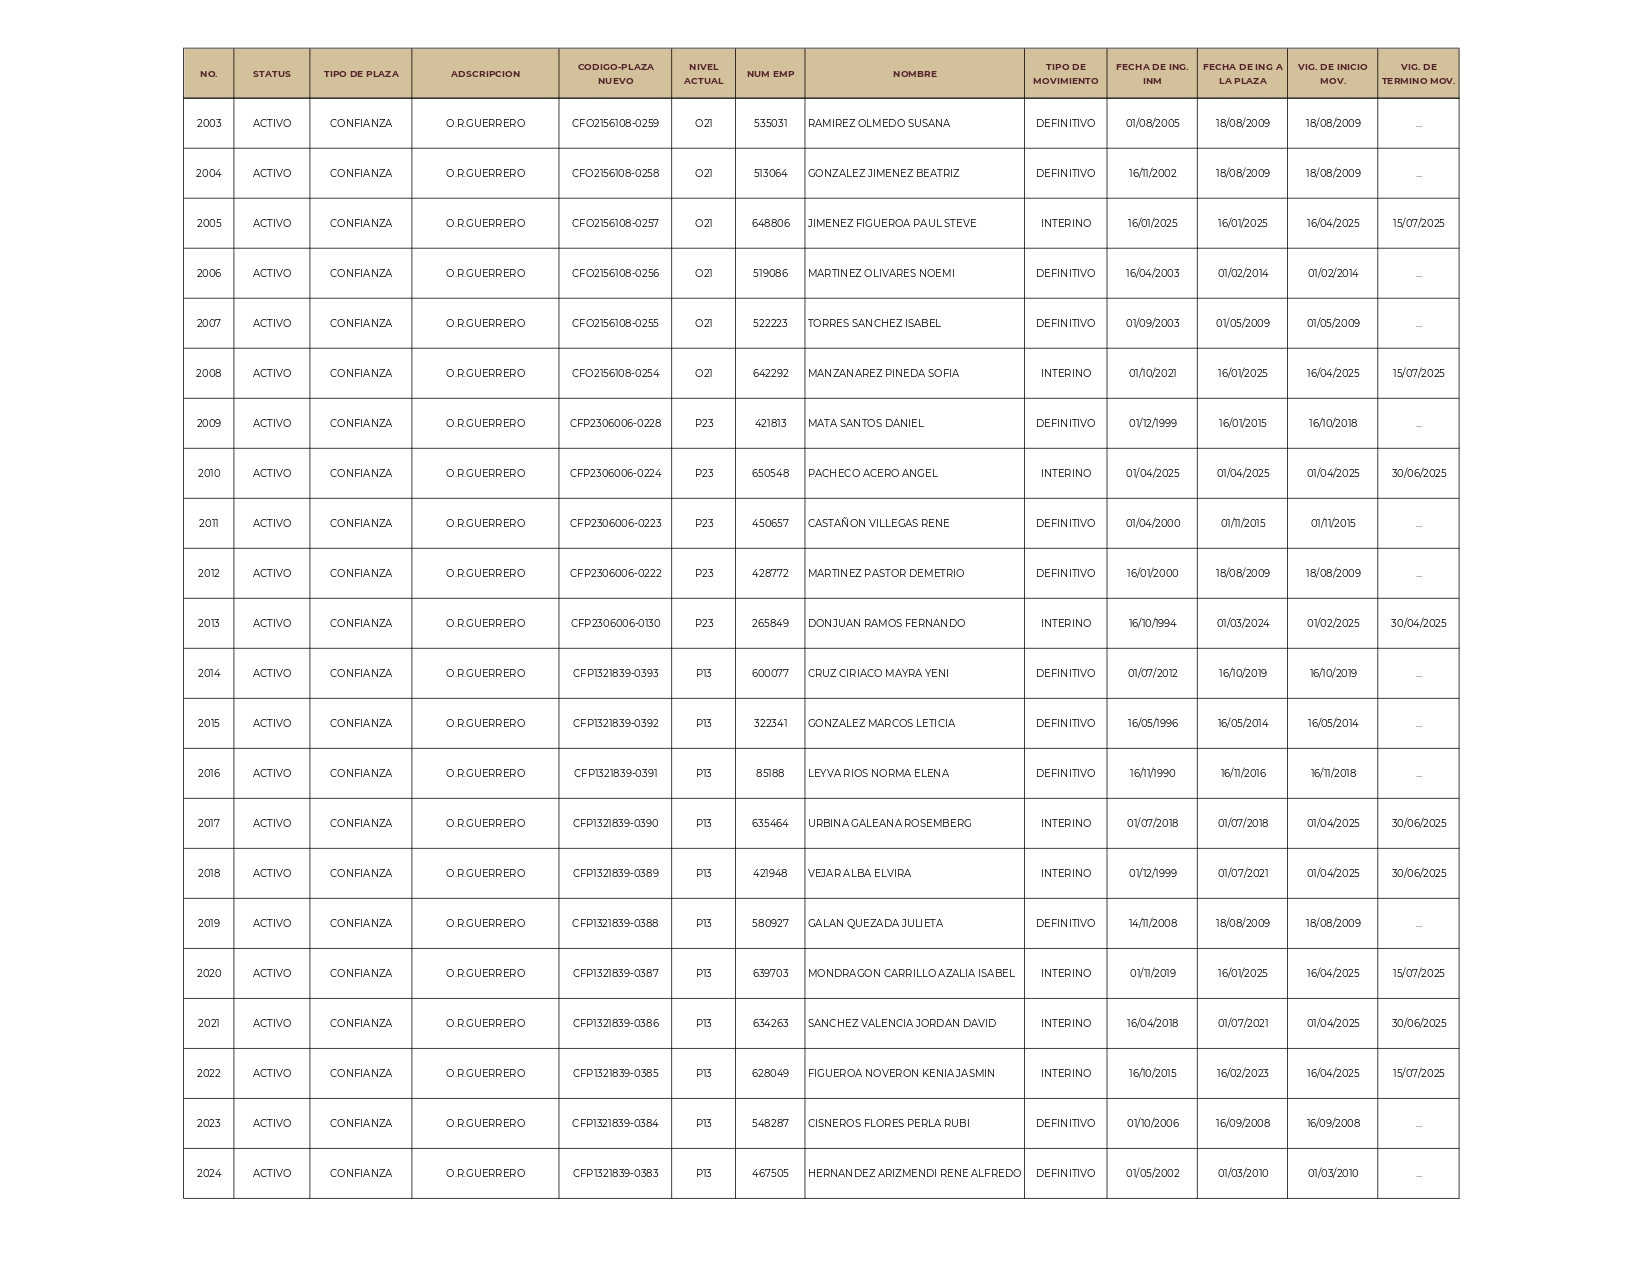 NO. STATUS TIPO DE PLAZA ADSCRIPCION CODIGO-PLAZA NUEVO NIVEL ACTUAL NUM EMP NOMBRE TIPO DE MOVIMIENTO FECHA DE ING. INM FECHA DE ING A LA PLAZA VIG. DE INICIO MOV. VIG. DE TERMINO MOV.
2003 ACTIVO CONFIANZA O.R.GUERRERO CFO2156108-0259 O21 535031 RAMIREZ OLMEDO SUSANA DEFINITIVO 01/08/2005 18/08/2009 18/08/2009 ...
2004 ACTIVO CONFIANZA O.R.GUERRERO CFO2156108-0258 O21 513064 GONZALEZ JIMENEZ BEATRIZ DEFINITIVO 16/11/2002 18/08/2009 18/08/2009 ...
2005 ACTIVO CONFIANZA O.R.GUERRERO CFO2156108-0257 O21 648806 JIMENEZ FIGUEROA PAUL STEVE INTERINO 16/01/2025 16/01/2025 16/04/2025 15/07/2025
2006 ACTIVO CONFIANZA O.R.GUERRERO CFO2156108-0256 O21 519086 MARTINEZ OLIVARES NOEMI DEFINITIVO 16/04/2003 01/02/2014 01/02/2014 ...
2007 ACTIVO CONFIANZA O.R.GUERRERO CFO2156108-0255 O21 522223 TORRES SANCHEZ ISABEL DEFINITIVO 01/09/2003 01/05/2009 01/05/2009 ...
2008 ACTIVO CONFIANZA O.R.GUERRERO CFO2156108-0254 O21 642292 MANZANAREZ PINEDA SOFIA INTERINO 01/10/2021 16/01/2025 16/04/2025 15/07/2025
2009 ACTIVO CONFIANZA O.R.GUERRERO CFP2306006-0228 P23 421813 MATA SANTOS DANIEL DEFINITIVO 01/12/1999 16/01/2015 16/10/2018 ...
2010 ACTIVO CONFIANZA O.R.GUERRERO CFP2306006-0224 P23 650548 PACHECO ACERO ANGEL INTERINO 01/04/2025 01/04/2025 01/04/2025 30/06/2025
2011 ACTIVO CONFIANZA O.R.GUERRERO CFP2306006-0223 P23 450657 CASTAÑON VILLEGAS RENE DEFINITIVO 01/04/2000 01/11/2015 01/11/2015 ...
2012 ACTIVO CONFIANZA O.R.GUERRERO CFP2306006-0222 P23 428772 MARTINEZ PASTOR DEMETRIO DEFINITIVO 16/01/2000 18/08/2009 18/08/2009 ...
2013 ACTIVO CONFIANZA O.R.GUERRERO CFP2306006-0130 P23 265849 DONJUAN RAMOS FERNANDO INTERINO 16/10/1994 01/03/2024 01/02/2025 30/04/2025
2014 ACTIVO CONFIANZA O.R.GUERRERO CFP1321839-0393 P13 600077 CRUZ CIRIACO MAYRA YENI DEFINITIVO 01/07/2012 16/10/2019 16/10/2019 ...
2015 ACTIVO CONFIANZA O.R.GUERRERO CFP1321839-0392 P13 322341 GONZALEZ MARCOS LETICIA DEFINITIVO 16/05/1996 16/05/2014 16/05/2014 ...
2016 ACTIVO CONFIANZA O.R.GUERRERO CFP1321839-0391 P13 85188 LEYVA RIOS NORMA ELENA DEFINITIVO 16/11/1990 16/11/2016 16/11/2018 ...
2017 ACTIVO CONFIANZA O.R.GUERRERO CFP1321839-0390 P13 635464 URBINA GALEANA ROSEMBERG INTERINO 01/07/2018 01/07/2018 01/04/2025 30/06/2025
2018 ACTIVO CONFIANZA O.R.GUERRERO CFP1321839-0389 P13 421948 VEJAR ALBA ELVIRA INTERINO 01/12/1999 01/07/2021 01/04/2025 30/06/2025
2019 ACTIVO CONFIANZA O.R.GUERRERO CFP1321839-0388 P13 580927 GALAN QUEZADA JULIETA DEFINITIVO 14/11/2008 18/08/2009 18/08/2009 ...
2020 ACTIVO CONFIANZA O.R.GUERRERO CFP1321839-0387 P13 639703 MONDRAGON CARRILLO AZALIA ISABEL INTERINO 01/11/2019 16/01/2025 16/04/2025 15/07/2025
2021 ACTIVO CONFIANZA O.R.GUERRERO CFP1321839-0386 P13 634263 SANCHEZ VALENCIA JORDAN DAVID INTERINO 16/04/2018 01/07/2021 01/04/2025 30/06/2025
2022 ACTIVO CONFIANZA O.R.GUERRERO CFP1321839-0385 P13 628049 FIGUEROA NOVERON KENIA JASMIN INTERINO 16/10/2015 16/02/2023 16/04/2025 15/07/2025
2023 ACTIVO CONFIANZA O.R.GUERRERO CFP1321839-0384 P13 548287 CISNEROS FLORES PERLA RUBI DEFINITIVO 01/10/2006 16/09/2008 16/09/2008 ...
2024 ACTIVO CONFIANZA O.R.GUERRERO CFP1321839-0383 P13 467505 HERNANDEZ ARIZMENDI RENE ALFREDO DEFINITIVO 01/05/2002 01/03/2010 01/03/2010 ...